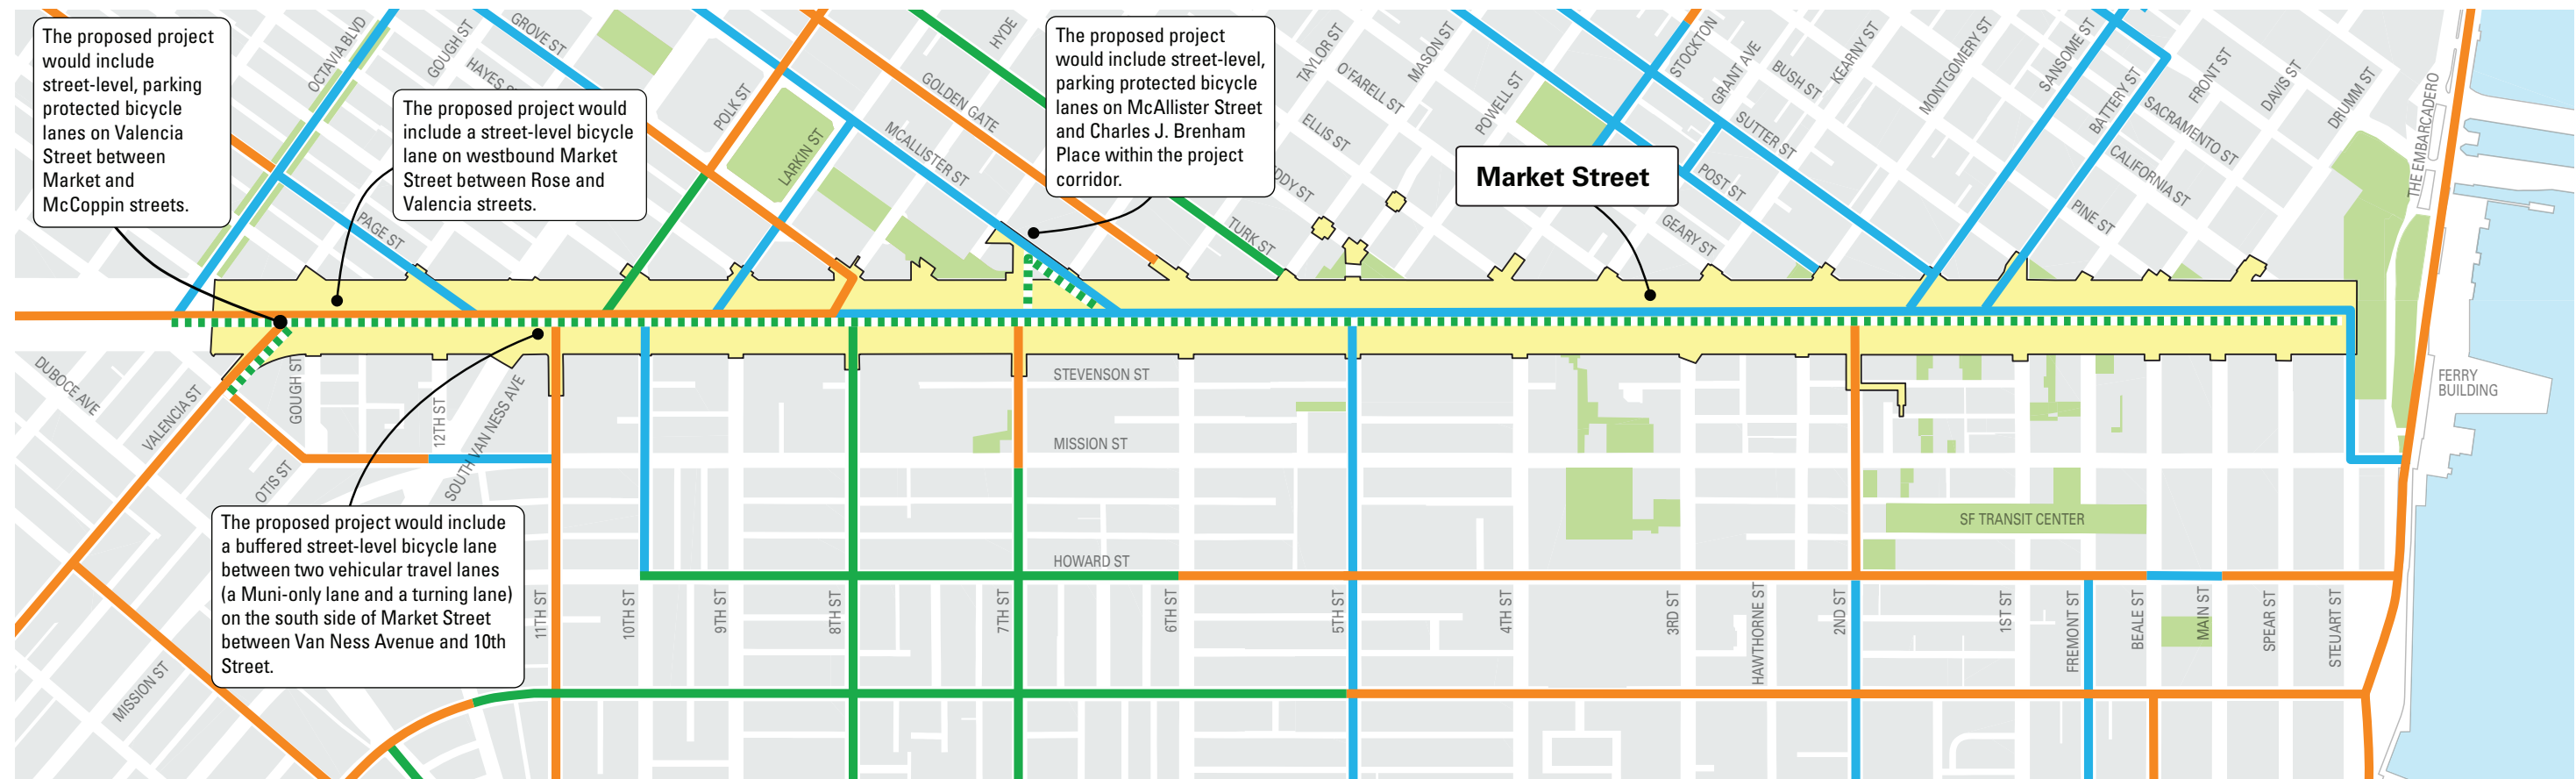 The proposed project
would include
street-level, parking
protected bicycle
lanes on Valencia
Street between
Market and
McCoppin streets.
The proposed project would
include a street-level bicycle
lane on westbound Market
Street between Rose and
Valencia streets.
The proposed project
would include street-level,
parking protected bicycle
lanes on McAllister Street
and Charles J. Brenham
Place within the project
corridor.
Market Street
The proposed project would include
a buffered street-level bicycle lane
between two vehicular travel lanes
(a Muni-only lane and a turning lane)
on the south side of Market Street
between Van Ness Avenue and 10th
Street.
OCTAVIA BLVD
GOUGH ST
GROVE ST
HAYES S
PAGE ST
POLK ST
LARKIN ST
HYDE
GOLDEN GATE
MCALLISTER ST
TURK ST
DDY ST
ELLIS ST
O'FARELL ST
TAYLOR ST
MASON ST
POWELL ST
STOCKTON
GRANT AVE
BUSH ST
KEARNY ST
SUTTER ST
POST ST
GEARY ST
MONTGOMERY ST
SANSOME ST
BATTERY ST
FRONT ST
DAVIS ST
DRUMM ST
SACRAMENTO ST
CALIFORNIA ST
PINE ST
THE EMBARCADERO
FERRY
BUILDING
DUBOCE AVE
VALENCIA ST
GOUGH ST
12TH ST
SOUTH VAN NESS AVE
OTIS ST
MISSION ST
STEVENSON ST
MISSION ST
HOWARD ST
SF TRANSIT CENTER
11TH ST
10TH ST
9TH ST
8TH ST
7TH ST
6TH ST
5TH ST
4TH ST
3RD ST
HAWTHORNE ST
2ND ST
1ST ST
FREMONT ST
BEALE ST
MAIN ST
SPEAR ST
STEUART ST